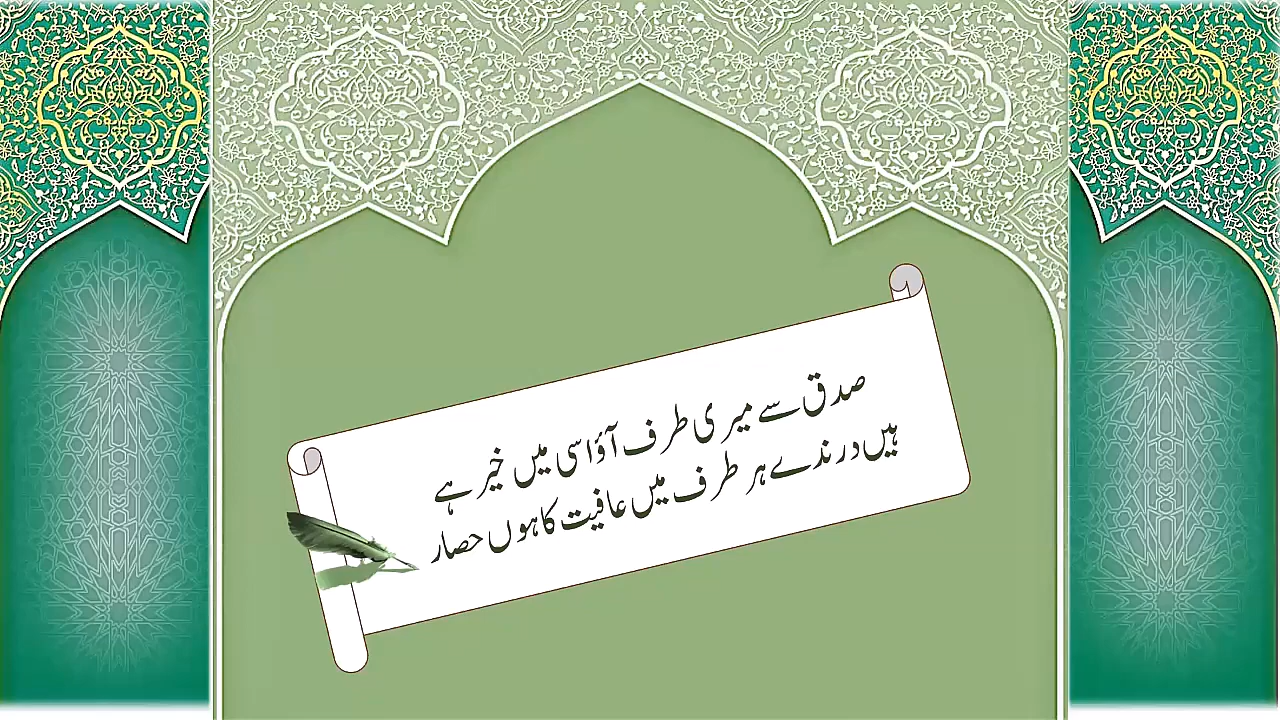 صدق سے میری طرف آؤ اسی میں خیر ہے
ہیں درندے ہر طرف میں عافیت کا ہوں حصار